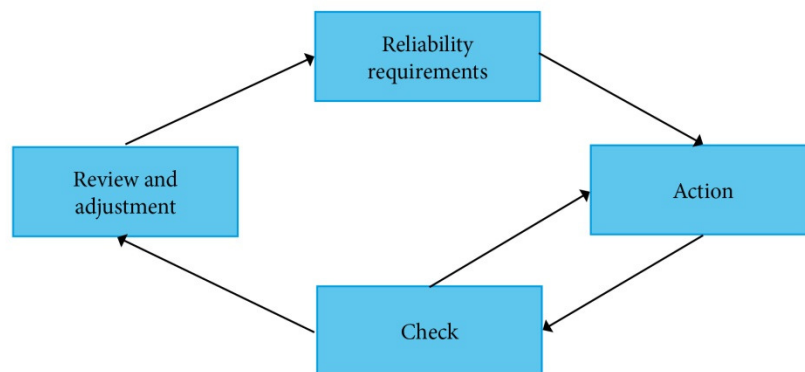 Reliability
requirements
Review and
adjustment
Action
Check